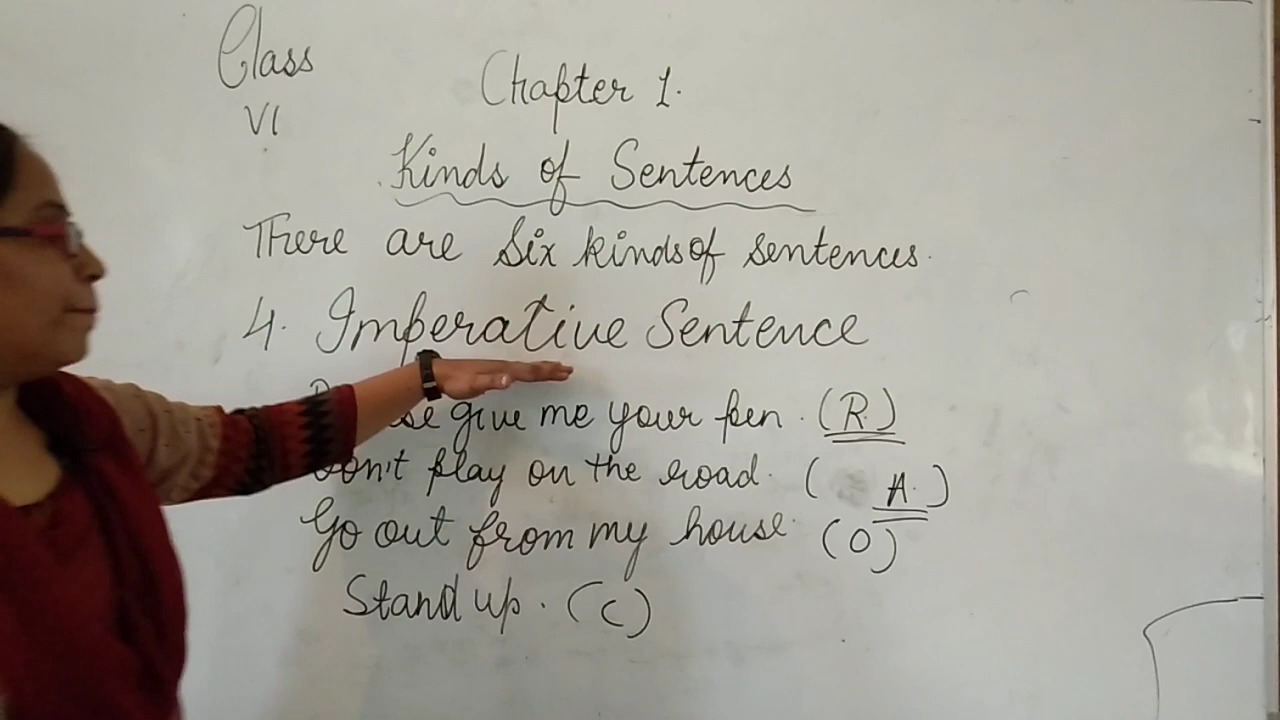 Class
VI
Chapter 1.
Kinds of Sentences
There are Six kinds of sentences.
4. Imperative Sentence
give me your pen. (R.)
Don't play on the road. ( A. )
Go out from my house. (O)
Stand up. (C)